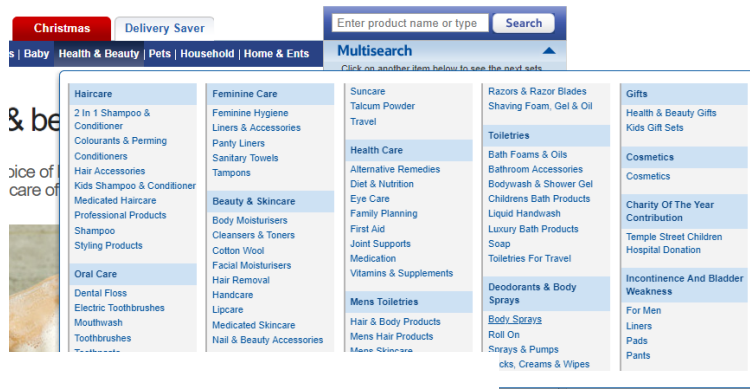 Christmas
Delivery Saver
Enter product name or type
Search
| Baby | Health & Beauty | Pets | Household | Home & Ents
Multisearch
Click on another item below to see the next sets
& be
care of
Haircare
2 In 1 Shampoo &
Conditioner
Colourants & Perming
Conditioners
Hair Accessories
Kids Shampoo & Conditioner
Medicated Haircare
Professional Products
Shampoo
Styling Products
Oral Care
Dental Floss
Electric Toothbrushes
Mouthwash
Toothbrushes
Feminine Care
Feminine Hygiene
Liners & Accessories
Panty Liners
Sanitary Towels
Tampons
Beauty & Skincare
Body Moisturisers
Cleansers & Toners
Cotton Wool
Facial Moisturisers
Hair Removal
Handcare
Lipcare
Medicated Skincare
Nail & Beauty Accessories
Suncare
Talcum Powder
Travel
Health Care
Alternative Remedies
Diet & Nutrition
Eye Care
Family Planning
First Aid
Joint Supports
Medication
Vitamins & Supplements
Mens Toiletries
Hair & Body Products
Mens Hair Products
Mens Skincare
Razors & Razor Blades
Shaving Foam, Gel & Oil
Toiletries
Bath Foams & Oils
Bathroom Accessories
Bodywash & Shower Gel
Childrens Bath Products
Liquid Handwash
Luxury Bath Products
Soap
Toiletries For Travel
Deodorants & Body
Sprays
Body Sprays
Roll On
Sprays & Pumps
Creams & Wipes
Gifts
Health & Beauty Gifts
Kids Gift Sets
Cosmetics
Cosmetics
Charity Of The Year
Contribution
Temple Street Children
Hospital Donation
Incontinence And Bladder
Weakness
For Men
Liners
Pads
Pants